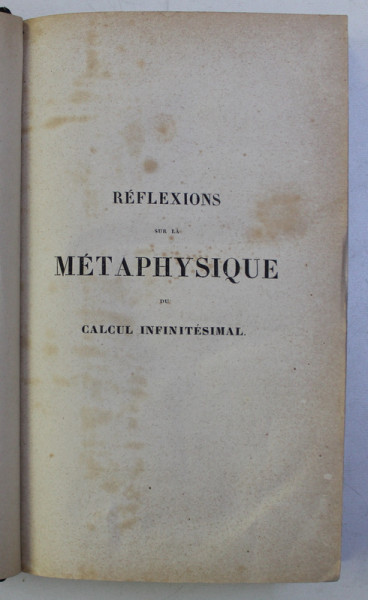 RÉFLEXIONS
SUR LA
MÉTAPHYSIQUE
DU
CALCUL INFINITÉSIMAL.